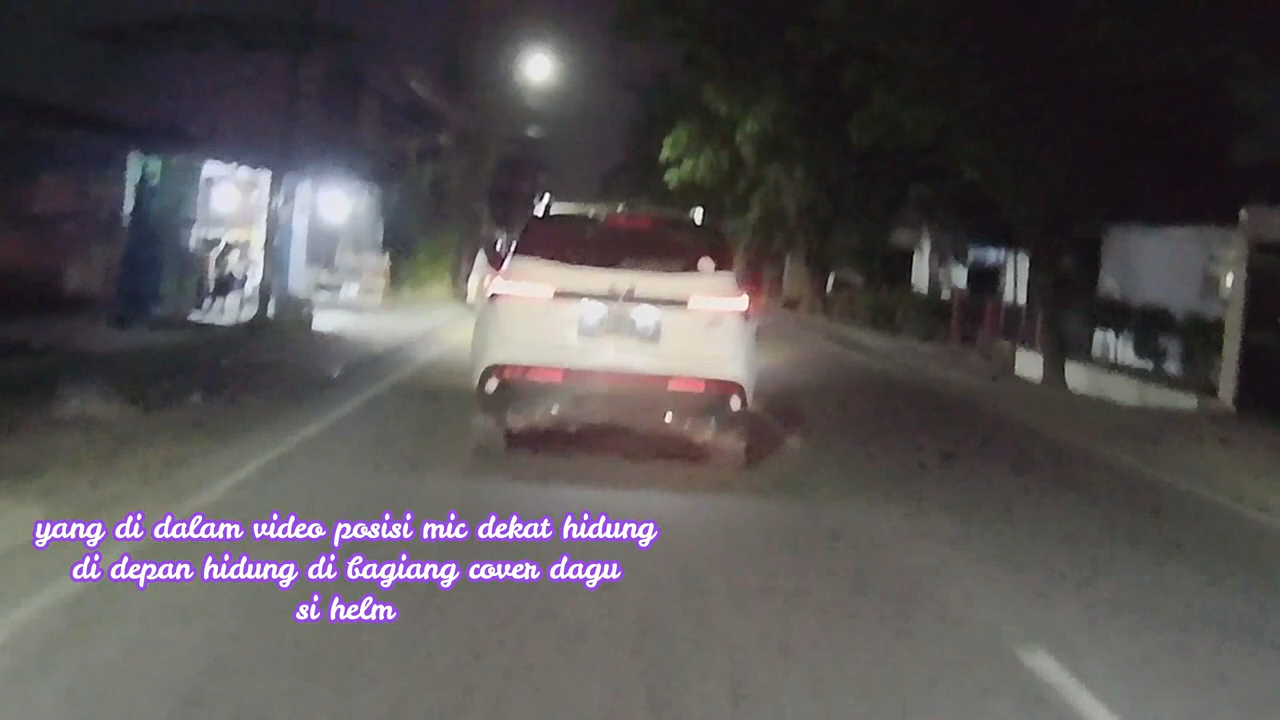 yang di dalam video posisi mic dekat hidung
di depan hidung di bagiang cover dagu
si helm